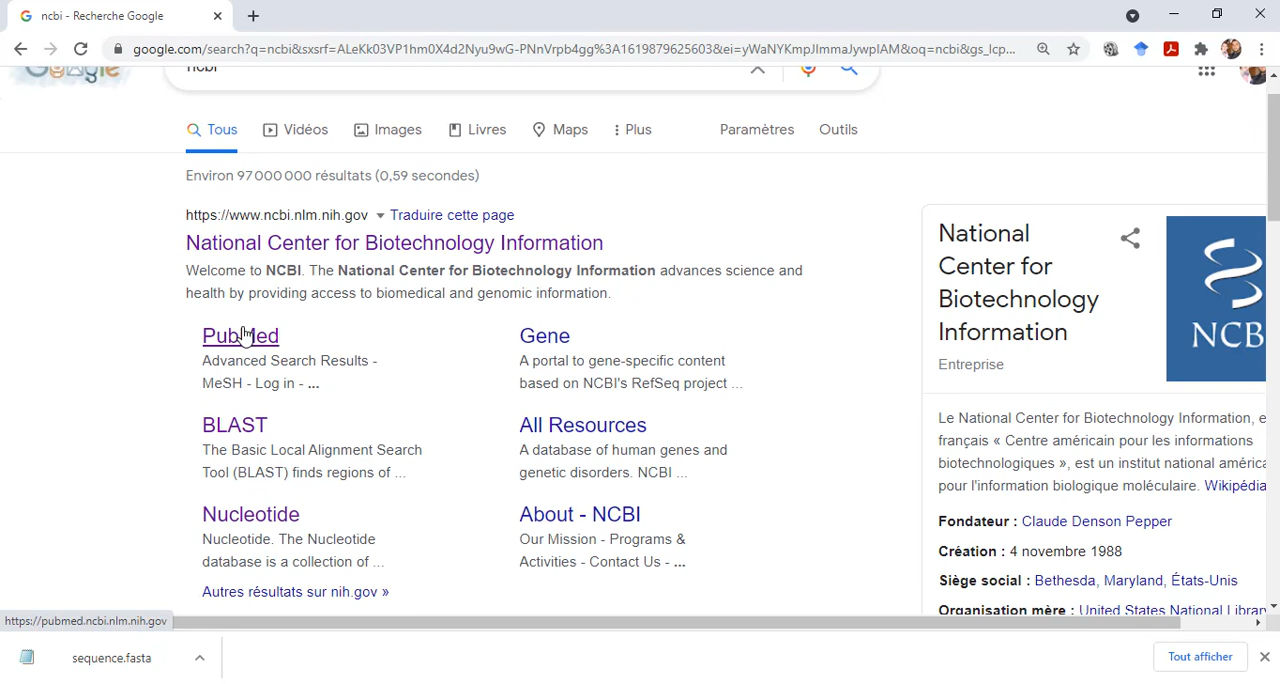 ncbi - Recherche Google
google.com/search?q=ncbi&sxsrf=ALeKk03VP1hm0X4d2Nyu9wG-PNnVrpb4gg%3A1619879625603&ei=yWaNYKmpJImmaJywpIAM&oq=ncbi&gs_lcp...
Google
ncbi
Tous Vidéos Images Livres Maps Plus Paramètres Outils
Environ 97 000 000 résultats (0,59 secondes)
https://www.ncbi.nlm.nih.gov Traduire cette page
National Center for Biotechnology Information
Welcome to NCBI. The National Center for Biotechnology Information advances science and
health by providing access to biomedical and genomic information.
PubMed
Advanced Search Results -
MeSH - Log in - ...
Gene
A portal to gene-specific content
based on NCBI's RefSeq project ...
BLAST
The Basic Local Alignment Search
Tool (BLAST) finds regions of ...
All Resources
A database of human genes and
genetic disorders. NCBI ...
Nucleotide
Nucleotide. The Nucleotide
database is a collection of ...
About - NCBI
Our Mission - Programs &
Activities - Contact Us - ...
Autres résultats sur nih.gov »
National
Center for
Biotechnology
Information
Entreprise
NCB
Le National Center for Biotechnology Information, e
français « Centre américain pour les informations
biotechnologiques », est un institut national américa
pour l'information biologique moléculaire. Wikipédia
Fondateur : Claude Denson Pepper
Création : 4 novembre 1988
Siège social : Bethesda, Maryland, États-Unis
Organisation mère : United States National Library
https://pubmed.ncbi.nlm.nih.gov
sequence.fasta
Tout afficher